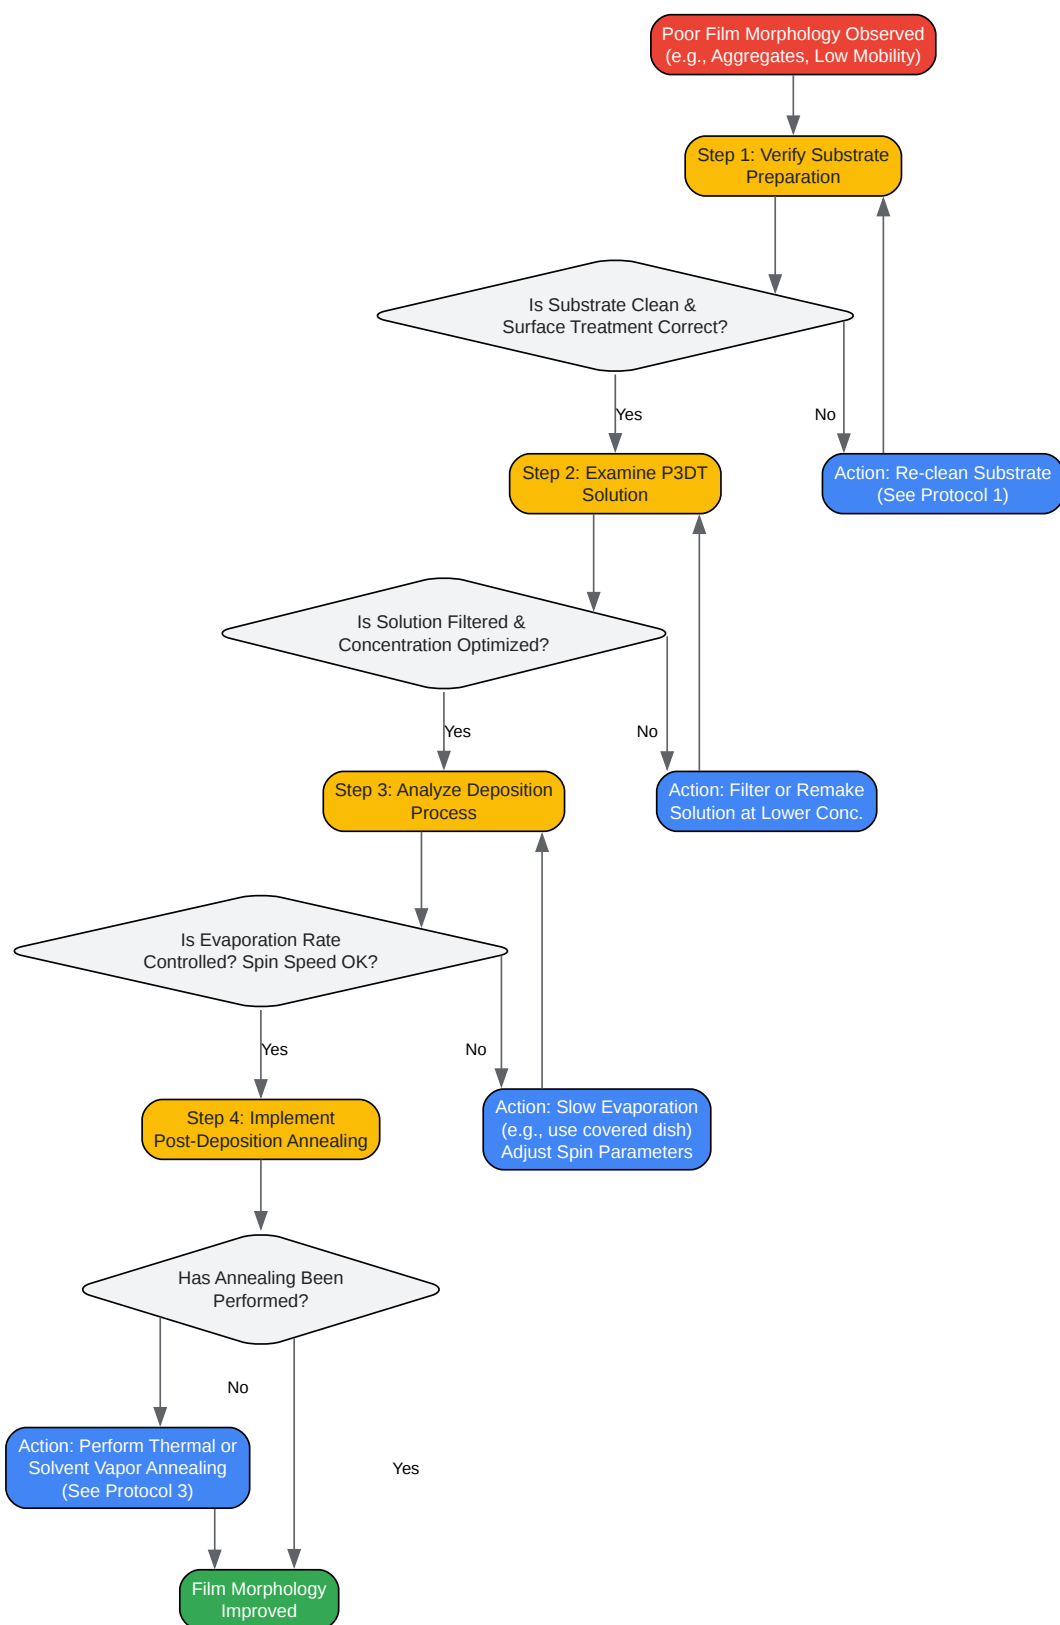 Poor Film Morphology Observed
(e.g., Aggregates, Low Mobility)
Step 1: Verify Substrate
Preparation
Is Substrate Clean &
Surface Treatment Correct?
Yes
No
Step 2: Examine P3DT
Solution
Action: Re-clean Substrate
(See Protocol 1)
Is Solution Filtered &
Concentration Optimized?
Yes
No
Step 3: Analyze Deposition
Process
Action: Filter or Remake
Solution at Lower Conc.
Is Evaporation Rate
Controlled? Spin Speed OK?
Yes
No
Step 4: Implement
Post-Deposition Annealing
Action: Slow Evaporation
(e.g., use covered dish)
Adjust Spin Parameters
Has Annealing Been
Performed?
No
Yes
Action: Perform Thermal or
Solvent Vapor Annealing
(See Protocol 3)
Film Morphology
Improved